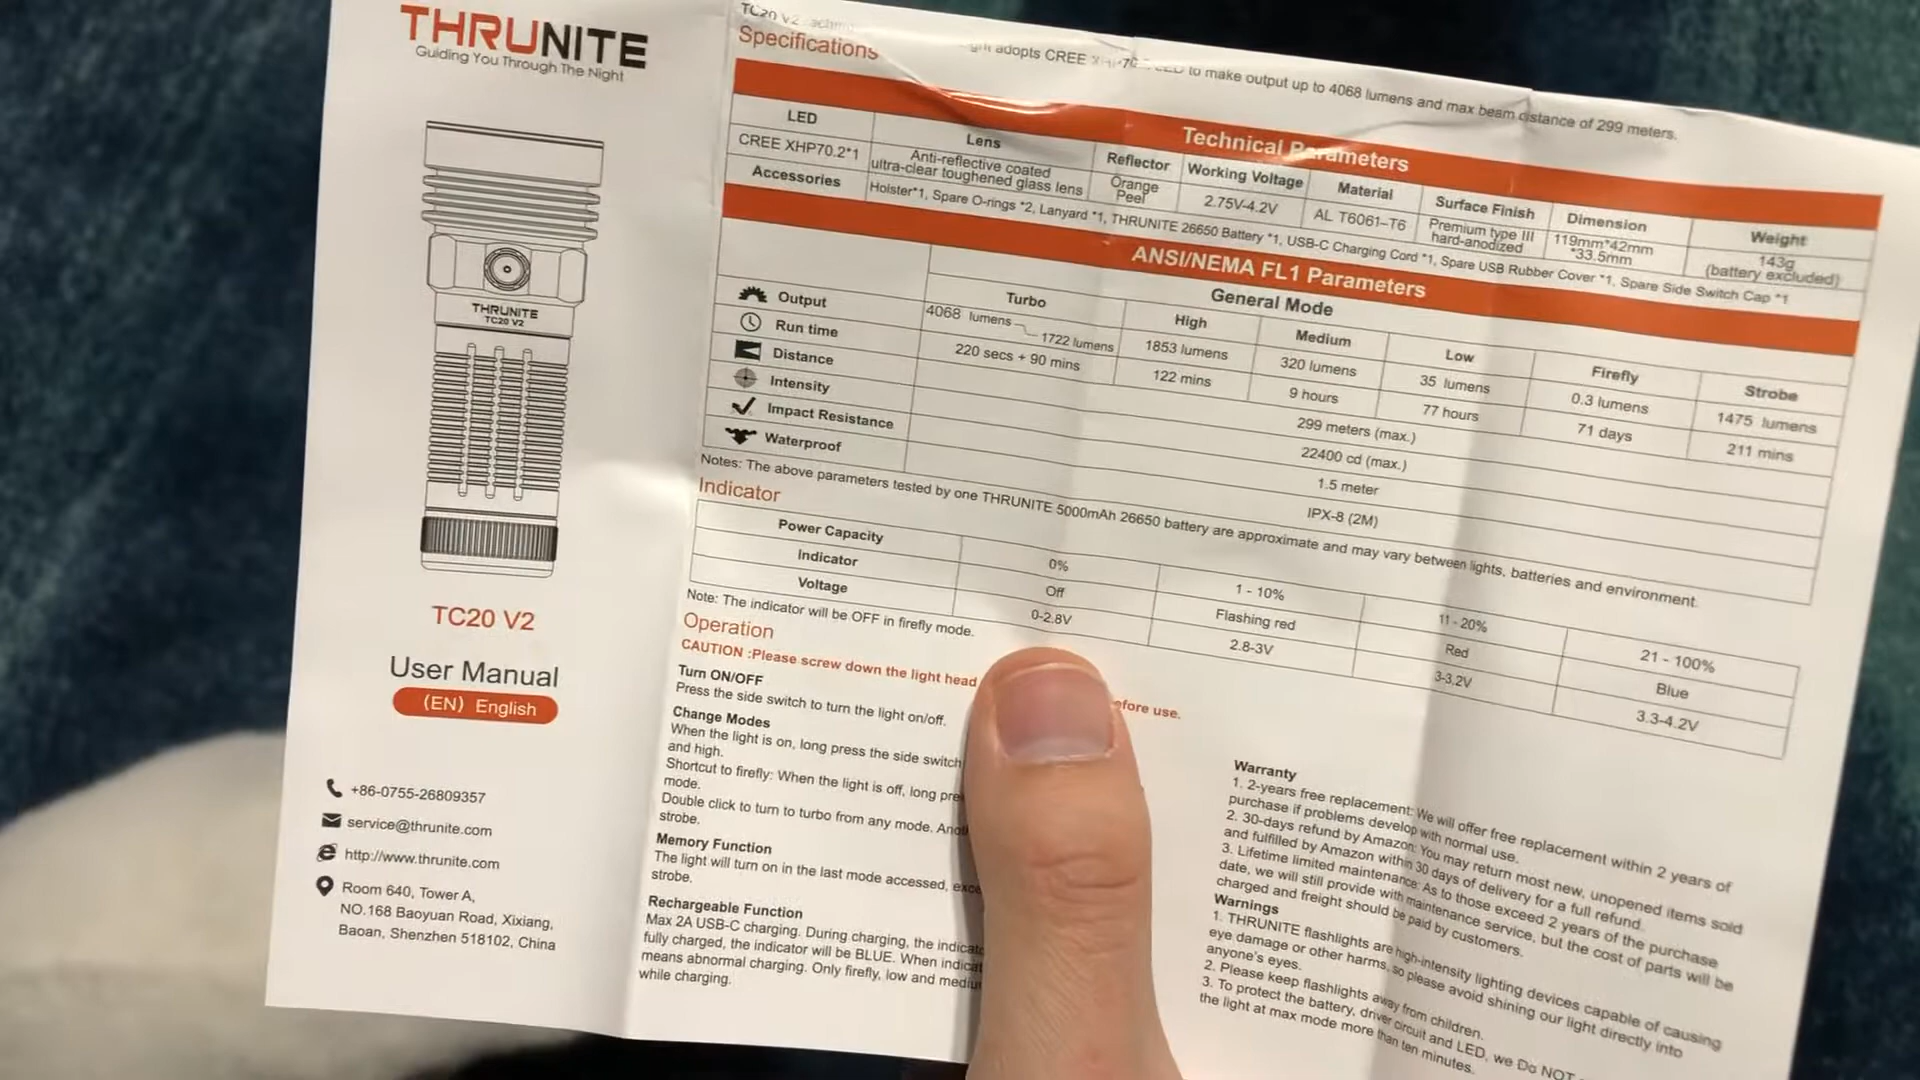 THRUNITE
Guiding You Through The Night
THRUNITE
TC20 V2
TC20 V2
User Manual
(EN) English
+86-0755-26809357
service@thrunite.com
http://www.thrunite.com
Room 640, Tower A,
NO.168 Baoyuan Road, Xixiang,
Baoan, Shenzhen 518102, China
TC20 V2 adopts CREE LED to make output up to 4068 lumens and max beam distance of 299 meters.
Specifications
Technical Parameters
LED Lens Reflector Working Voltage Material Surface Finish Dimension Weight
CREE XHP70.2*1 Anti-reflective coated ultra-clear toughened glass lens Orange Peel 2.75V-4.2V AL T6061-T6 Premium type III hard-anodized 119mm*42mm *33.5mm 143g (battery excluded)
Accessories Holster*1, Spare O-rings *2, Lanyard *1, THRUNITE 26650 Battery *1, USB-C Charging Cord *1, Spare USB Rubber Cover *1, Spare Side Switch Cap *1
ANSI/NEMA FL1 Parameters
General Mode
Turbo High Medium Low Firefly Strobe
Output 4068 lumens 1722 lumens 1853 lumens 320 lumens 35 lumens 0.3 lumens 1475 lumens
Run time 220 secs + 90 mins 122 mins 9 hours 77 hours 71 days 211 mins
Distance 299 meters (max.)
Intensity 22400 cd (max.)
Impact Resistance 1.5 meter
Waterproof IPX-8 (2M)
Notes: The above parameters tested by one THRUNITE 5000mAh 26650 battery are approximate and may vary between lights, batteries and environment.
Indicator
Power Capacity 0% 1 - 10% 11 - 20% 21 - 100%
Indicator Off Flashing red Red Blue
Voltage 0-2.8V 2.8-3V 3-3.2V 3.3-4.2V
Note: The indicator will be OFF in firefly mode.
Operation
CAUTION :Please screw down the light head use.
Turn ON/OFF
Press the side switch to turn the light on/off.
Change Modes
When the light is on, long press the side switch
and high.
Shortcut to firefly: When the light is off, long
mode.
Double click to turn to turbo from any mode.
strobe.
Memory Function
The light will turn on in the last mode accessed,
strobe.
Rechargeable Function
Max 2A USB-C charging. During charging, the
fully charged, the indicator will be BLUE. When
means abnormal charging. Only firefly, low and
while charging.
Warranty
1. 2-years free replacement: We will offer free replacement within 2 years of
purchase if problems develop with normal use.
2. 30-days refund by Amazon: You may return most new, unopened items sold
and fulfilled by Amazon within 30 days of delivery for a full refund.
3. Lifetime limited maintenance: As to those exceed 2 years of the purchase
date, we will still provide with maintenance service, but the cost of parts will be
charged and freight should be paid by customers.
Warnings
1. THRUNITE flashlights are high-intensity lighting devices capable of causing
eye damage or other harms, so please avoid shining our light directly into
anyone's eyes.
2. Please keep flashlights away from children.
3. To protect the battery, driver circuit and LED, we Do NOT
the light at max mode more than ten minutes.